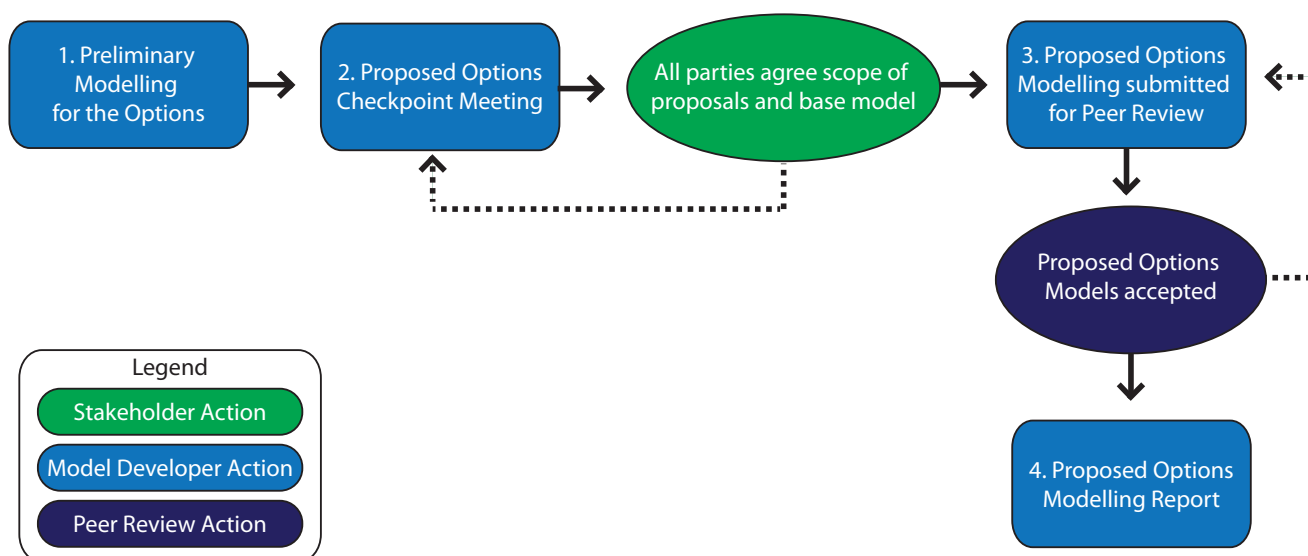 1. Preliminary
Modelling
for the Options
2. Proposed Options
Checkpoint Meeting
All parties agree scope of
proposals and base model
3. Proposed Options
Modelling submitted
for Peer Review
Proposed Options
Models accepted
4. Proposed Options
Modelling Report
Legend
Stakeholder Action
Model Developer Action
Peer Review Action